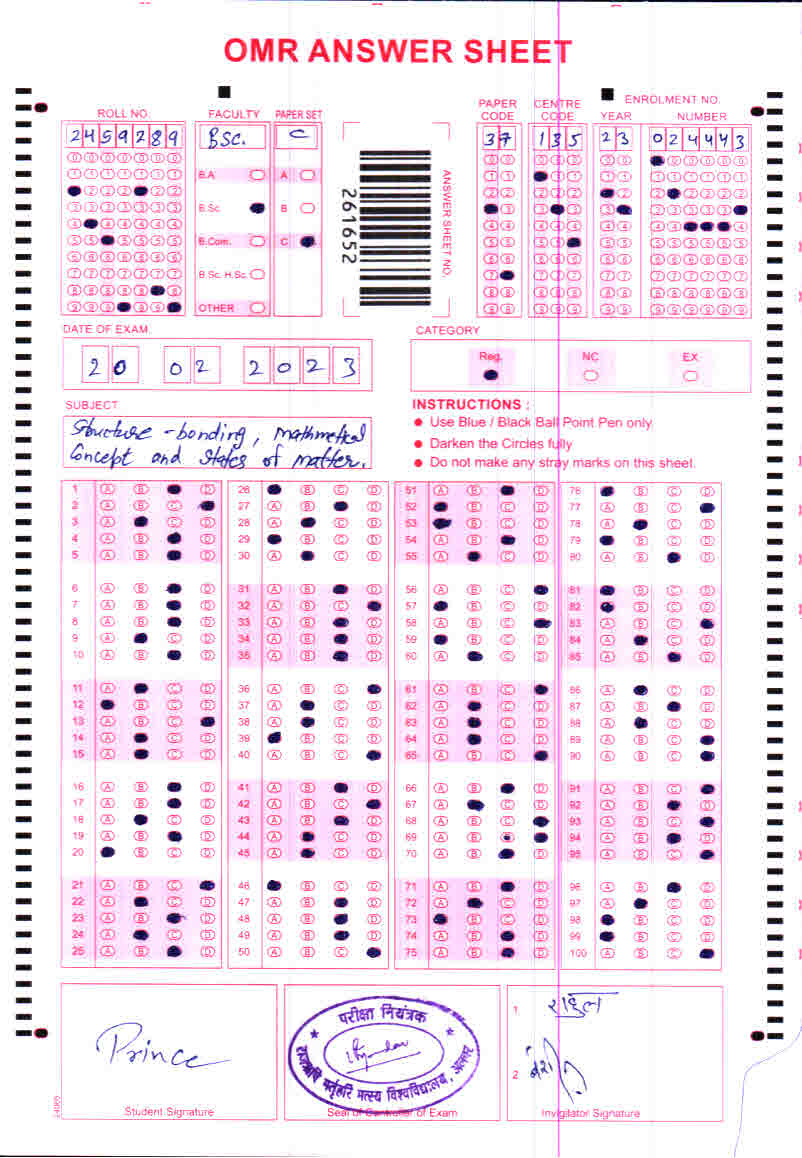 OMR ANSWER SHEET
ROLL NO.
2459289
FACULTY
BSc.
B.A
B.Sc.
B.Com.
B.Sc. H.Sc.
OTHER
PAPER SET
C
A
B
C
261652
ANSWER SHEET NO.
PAPER CODE
37
CENTRE CODE
135
ENROLMENT NO.
YEAR NUMBER
23 024443
DATE OF EXAM.
20 02 2023
CATEGORY
Reg. NC EX
SUBJECT
Structure - bonding, mathmetical
Concept and States of matter.
INSTRUCTIONS :
● Use Blue / Black Ball Point Pen only
● Darken the Circles fully
● Do not make any stray marks on this sheet.
1 26 51 76
2 27 52 77
3 28 53 78
4 29 54 79
5 30 55 80
6 31 56 81
7 32 57 82
8 33 58 83
9 34 59 84
10 35 60 85
11 36 61 86
12 37 62 87
13 38 63 88
14 39 64 89
15 40 65 90
16 41 66 91
17 42 67 92
18 43 68 93
19 44 69 94
20 45 70 95
21 46 71 96
22 47 72 97
23 48 73 98
24 49 74 99
25 50 75 100
Prince
Student Signature
परीक्षा नियंत्रक
राजऋषि भर्तृहरि मत्स्य विश्वविद्यालय, अलवर
Seal of Controller of Exam
1 राहुल
2
Invigilator Signature